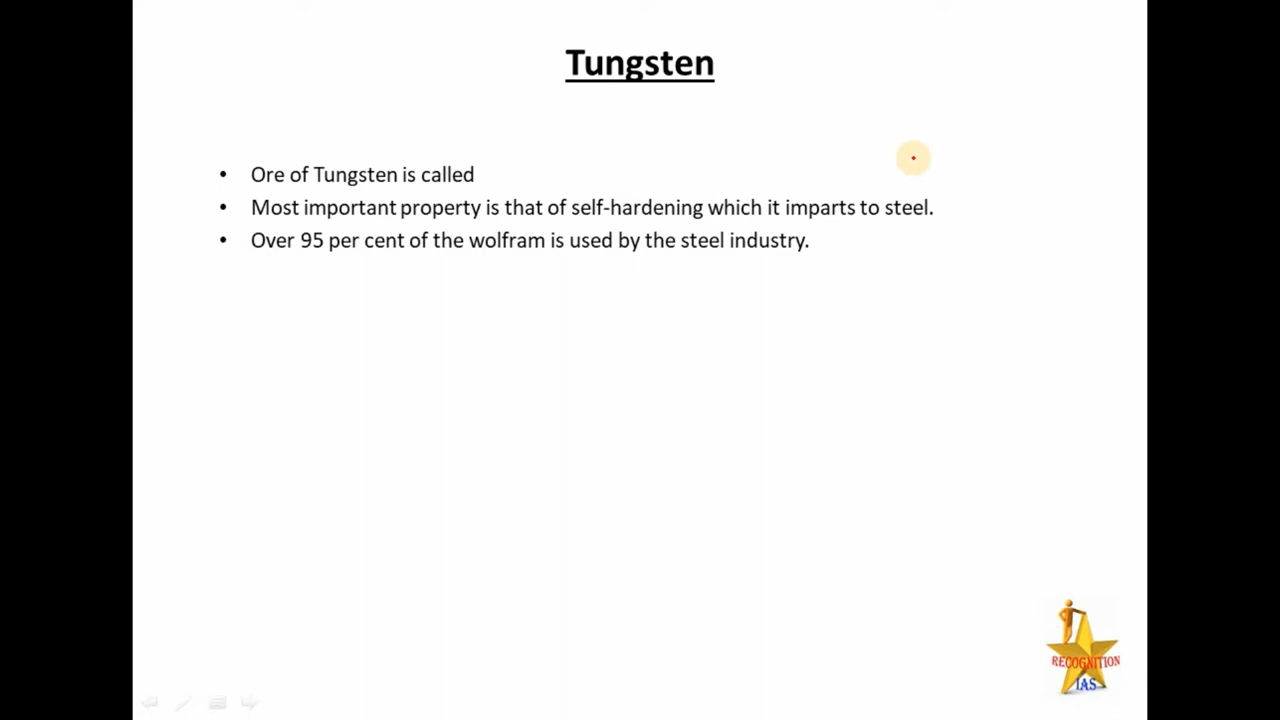 Tungsten
• Ore of Tungsten is called
• Most important property is that of self-hardening which it imparts to steel.
• Over 95 per cent of the wolfram is used by the steel industry.
RECOGNITION
IAS